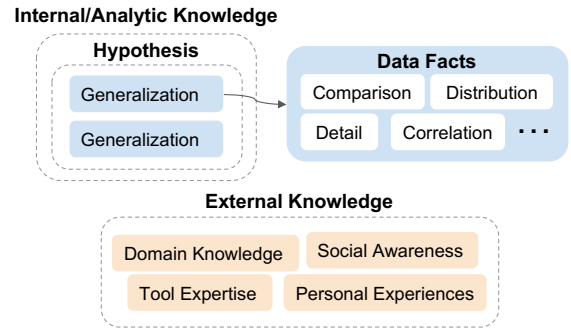 Internal/Analytic Knowledge
Hypothesis
Generalization
Generalization
Data Facts
Comparison Distribution
Detail Correlation ...
External Knowledge
Domain Knowledge Social Awareness
Tool Expertise Personal Experiences